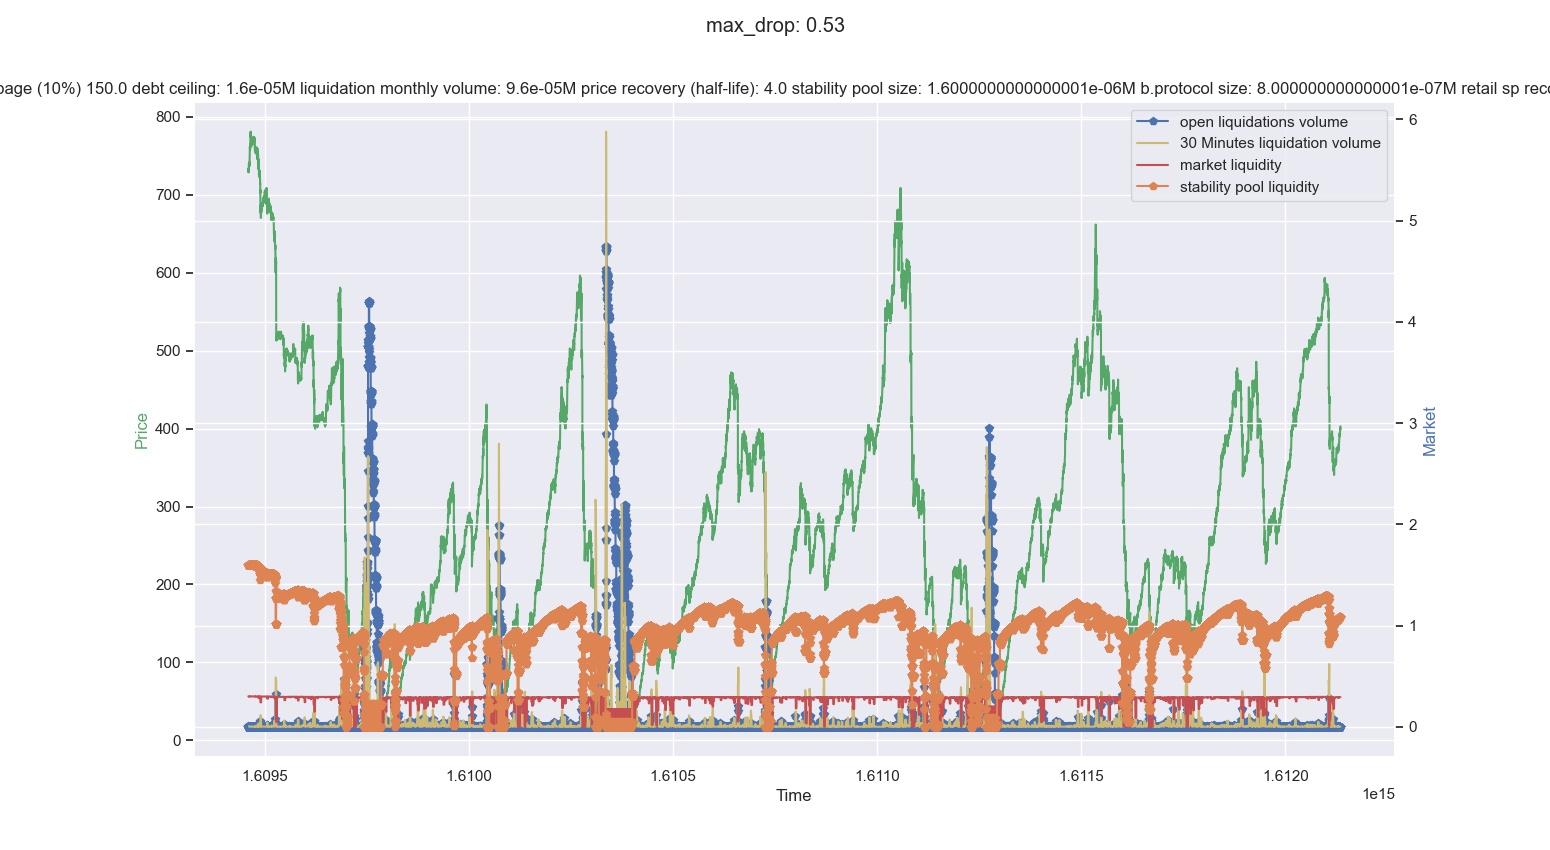 max_drop: 0.53
page (10%) 150.0 debt ceiling: 1.6e-05M liquidation monthly volume: 9.6e-05M price recovery (half-life): 4.0 stability pool size: 1.6000000000000001e-06M b.protocol size: 8.000000000000001e-07M retail sp reco
800
700
600
500
400
300
200
100
0
Price
6
5
4
3
2
1
0
Market
open liquidations volume
30 Minutes liquidation volume
market liquidity
stability pool liquidity
1.6095 1.6100 1.6105 1.6110 1.6115 1.6120
Time
1e15